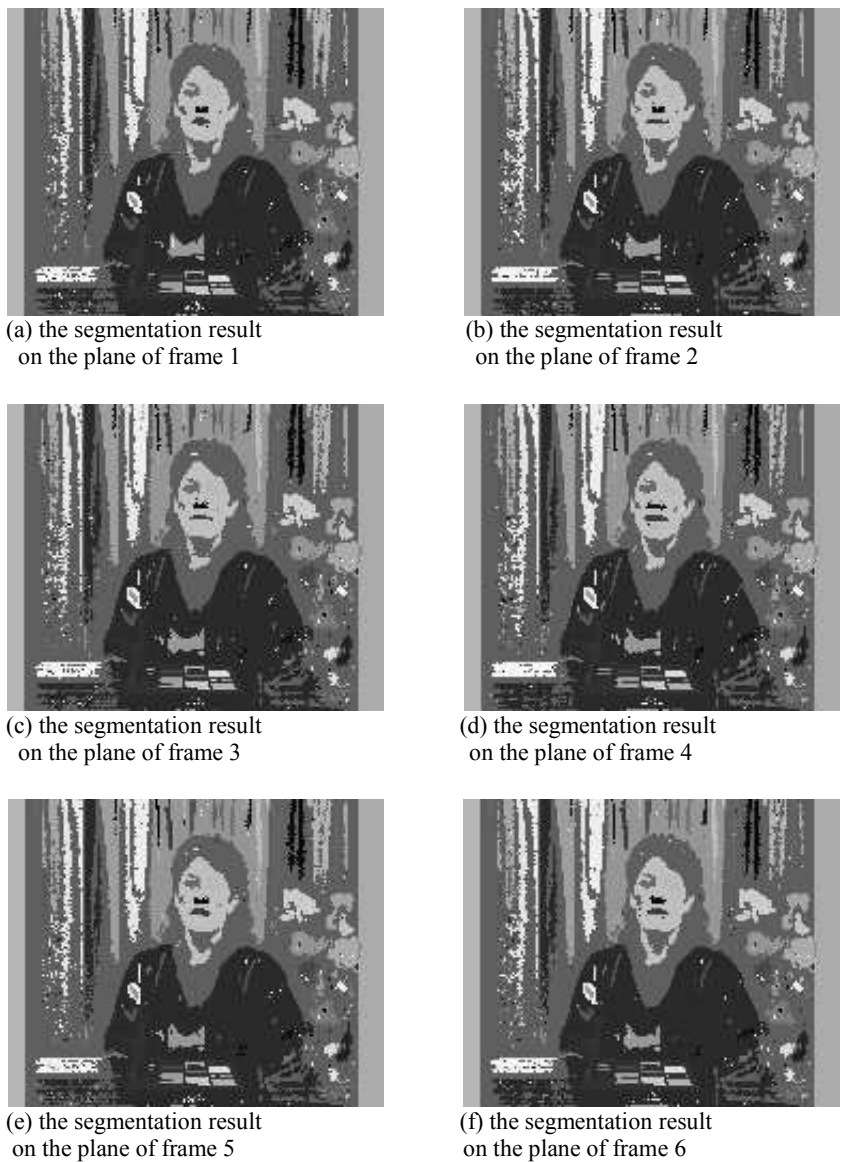 (a) the segmentation result
on the plane of frame 1
(b) the segmentation result
on the plane of frame 2
(c) the segmentation result
on the plane of frame 3
(d) the segmentation result
on the plane of frame 4
(e) the segmentation result
on the plane of frame 5
(f) the segmentation result
on the plane of frame 6